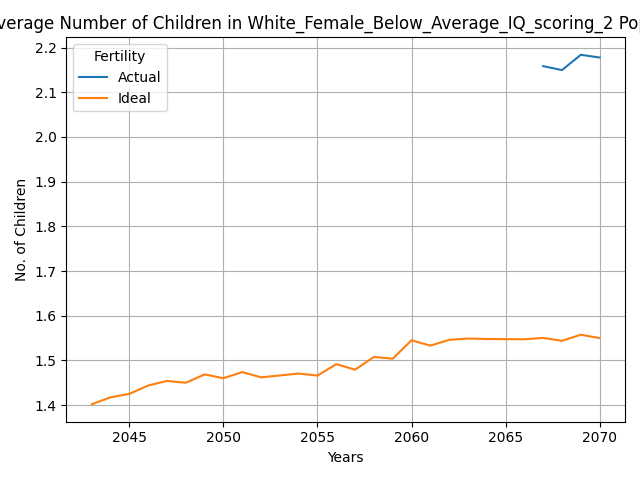 verage Number of Children in White_Female_Below_Average_IQ_scoring_2 Pop
Fertility
Actual
Ideal
No. of Children
2.2
2.1
2.0
1.9
1.8
1.7
1.6
1.5
1.4
2045 2050 2055 2060 2065 2070
Years